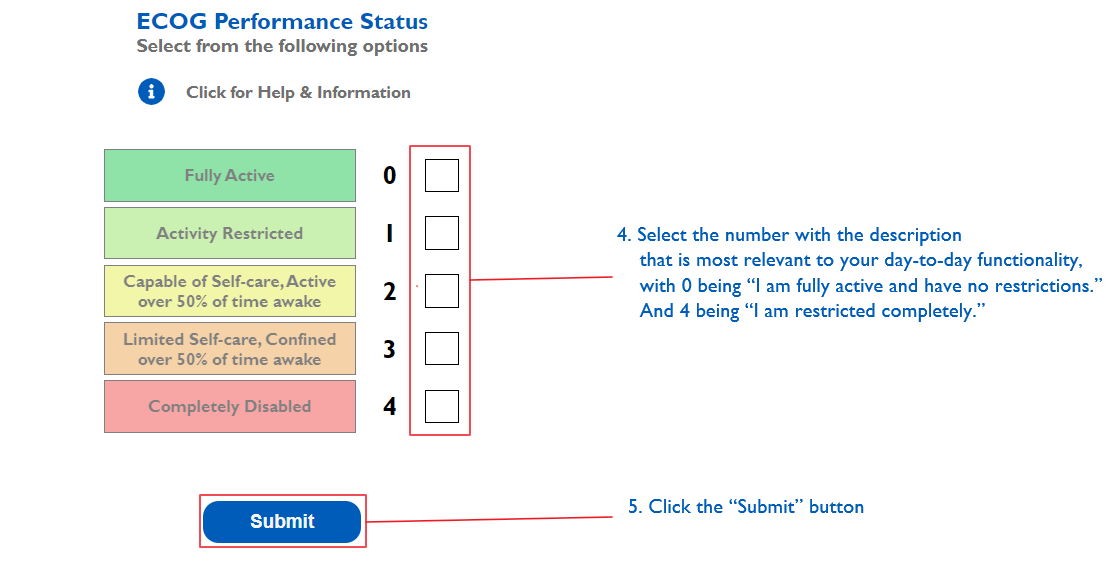 ECOG Performance Status
Select from the following options
i
Click for Help & Information
Fully Active
0
Activity Restricted
1
Capable of Self-care, Active
over 50% of time awake
2
Limited Self-care, Confined
over 50% of time awake
3
Completely Disabled
4
4. Select the number with the description
that is most relevant to your day-to-day functionality,
with 0 being “I am fully active and have no restrictions.”
And 4 being “I am restricted completely.”
Submit
5. Click the “Submit” button